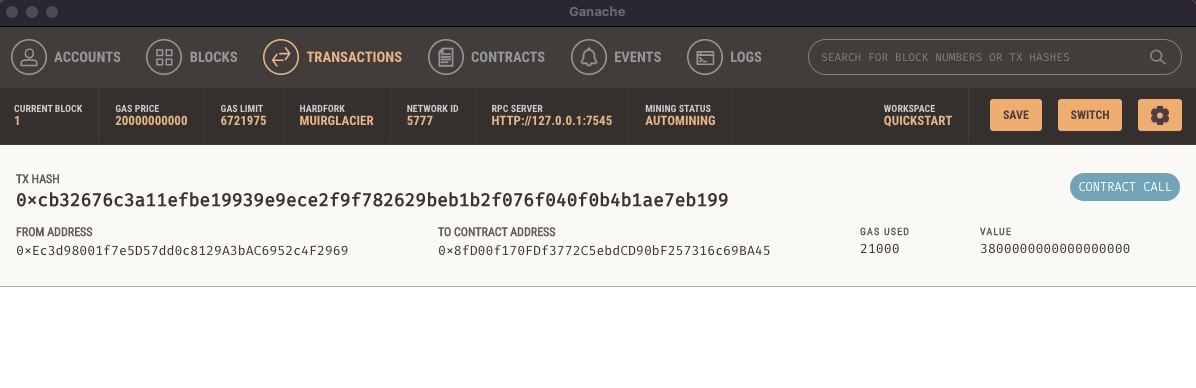 Ganache
ACCOUNTS BLOCKS TRANSACTIONS CONTRACTS EVENTS LOGS SEARCH FOR BLOCK NUMBERS OR TX HASHES
CURRENT BLOCK GAS PRICE GAS LIMIT HARDFORK NETWORK ID RPC SERVER MINING STATUS WORKSPACE
1 20000000000 6721975 MUIRGLACIER 5777 HTTP://127.0.0.1:7545 AUTOMINING QUICKSTART SAVE SWITCH
TX HASH
0×cb32676c3a11efbe19939e9ece2f9f782629beb1b2f076f040f0b4b1ae7eb199 CONTRACT CALL
FROM ADDRESS TO CONTRACT ADDRESS GAS USED VALUE
0×Ec3d98001f7e5D57dd0c8129A3bAC6952c4F2969 0×8fD00f170FDf3772C5ebdCD90bF257316c69BA45 21000 3800000000000000000